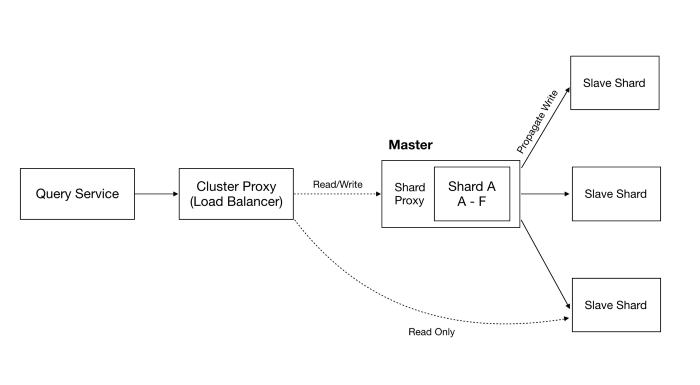 Query Service
Cluster Proxy
(Load Balancer)
Read/Write
Master
Shard
Proxy
Shard A
A - F
Propagate Write
Slave Shard
Slave Shard
Slave Shard
Read Only